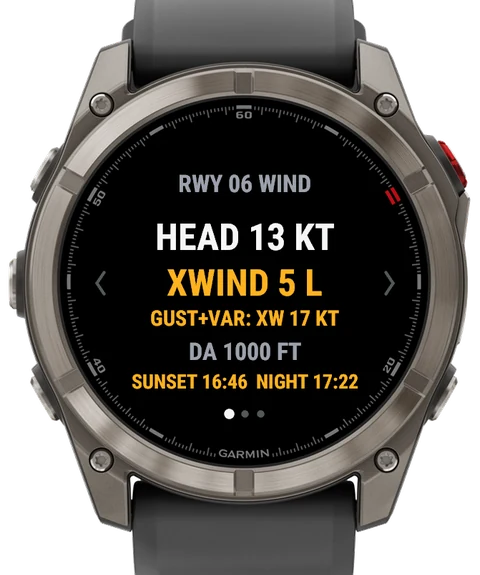 60
RWY 06 WIND
50
HEAD 13 KT
XWIND 5 L
GUST+VAR: XW 17 KT
DA 1000 FT
40
20
SUNSET 16:46 NIGHT 17:22
GARMIN